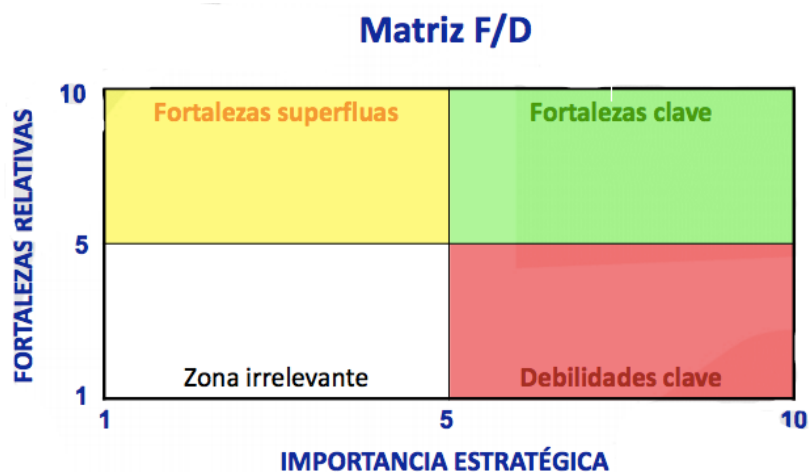 Matriz F/D
10
Fortalezas superfluas
Fortalezas clave
FORTALEZAS RELATIVAS
5
Zona irrelevante
Debilidades clave
1
1
5
10
IMPORTANCIA ESTRATÉGICA